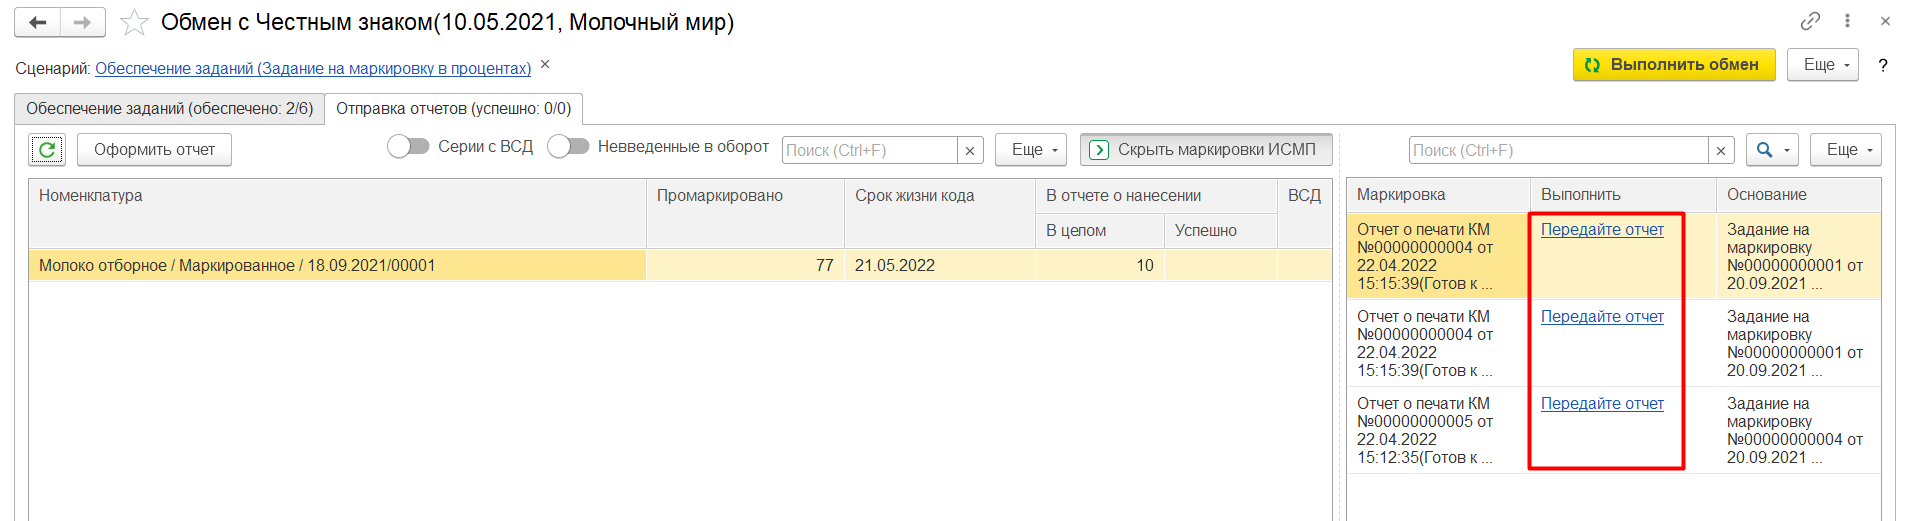 Обмен с Честным знаком(10.05.2021, Молочный мир)
Сценарий: Обеспечение заданий (Задание на маркировку в процентах) ×
Выполнить обмен
Еще
?
Обеспечение заданий (обеспечено: 2/6)
Отправка отчетов (успешно: 0/0)
Оформить отчет
Серии с ВСД
Невведенные в оборот
Поиск (Ctrl+F)
×
Еще
Скрыть маркировки ИСМП
Поиск (Ctrl+F)
×
Еще
Номенклатура
Промаркировано
Срок жизни кода
В отчете о нанесении
ВСД
В целом
Успешно
Молоко отборное / Маркированное / 18.09.2021/00001
77
21.05.2022
10
Маркировка
Выполнить
Основание
Отчет о печати КМ
№00000000004 от
22.04.2022
15:15:39(Готов к ...
Передайте отчет
Задание на
маркировку
№00000000001 от
20.09.2021 ...
Отчет о печати КМ
№00000000004 от
22.04.2022
15:15:39(Готов к ...
Передайте отчет
Задание на
маркировку
№00000000001 от
20.09.2021 ...
Отчет о печати КМ
№00000000005 от
22.04.2022
15:12:35(Готов к ...
Передайте отчет
Задание на
маркировку
№00000000004 от
20.09.2021 ...